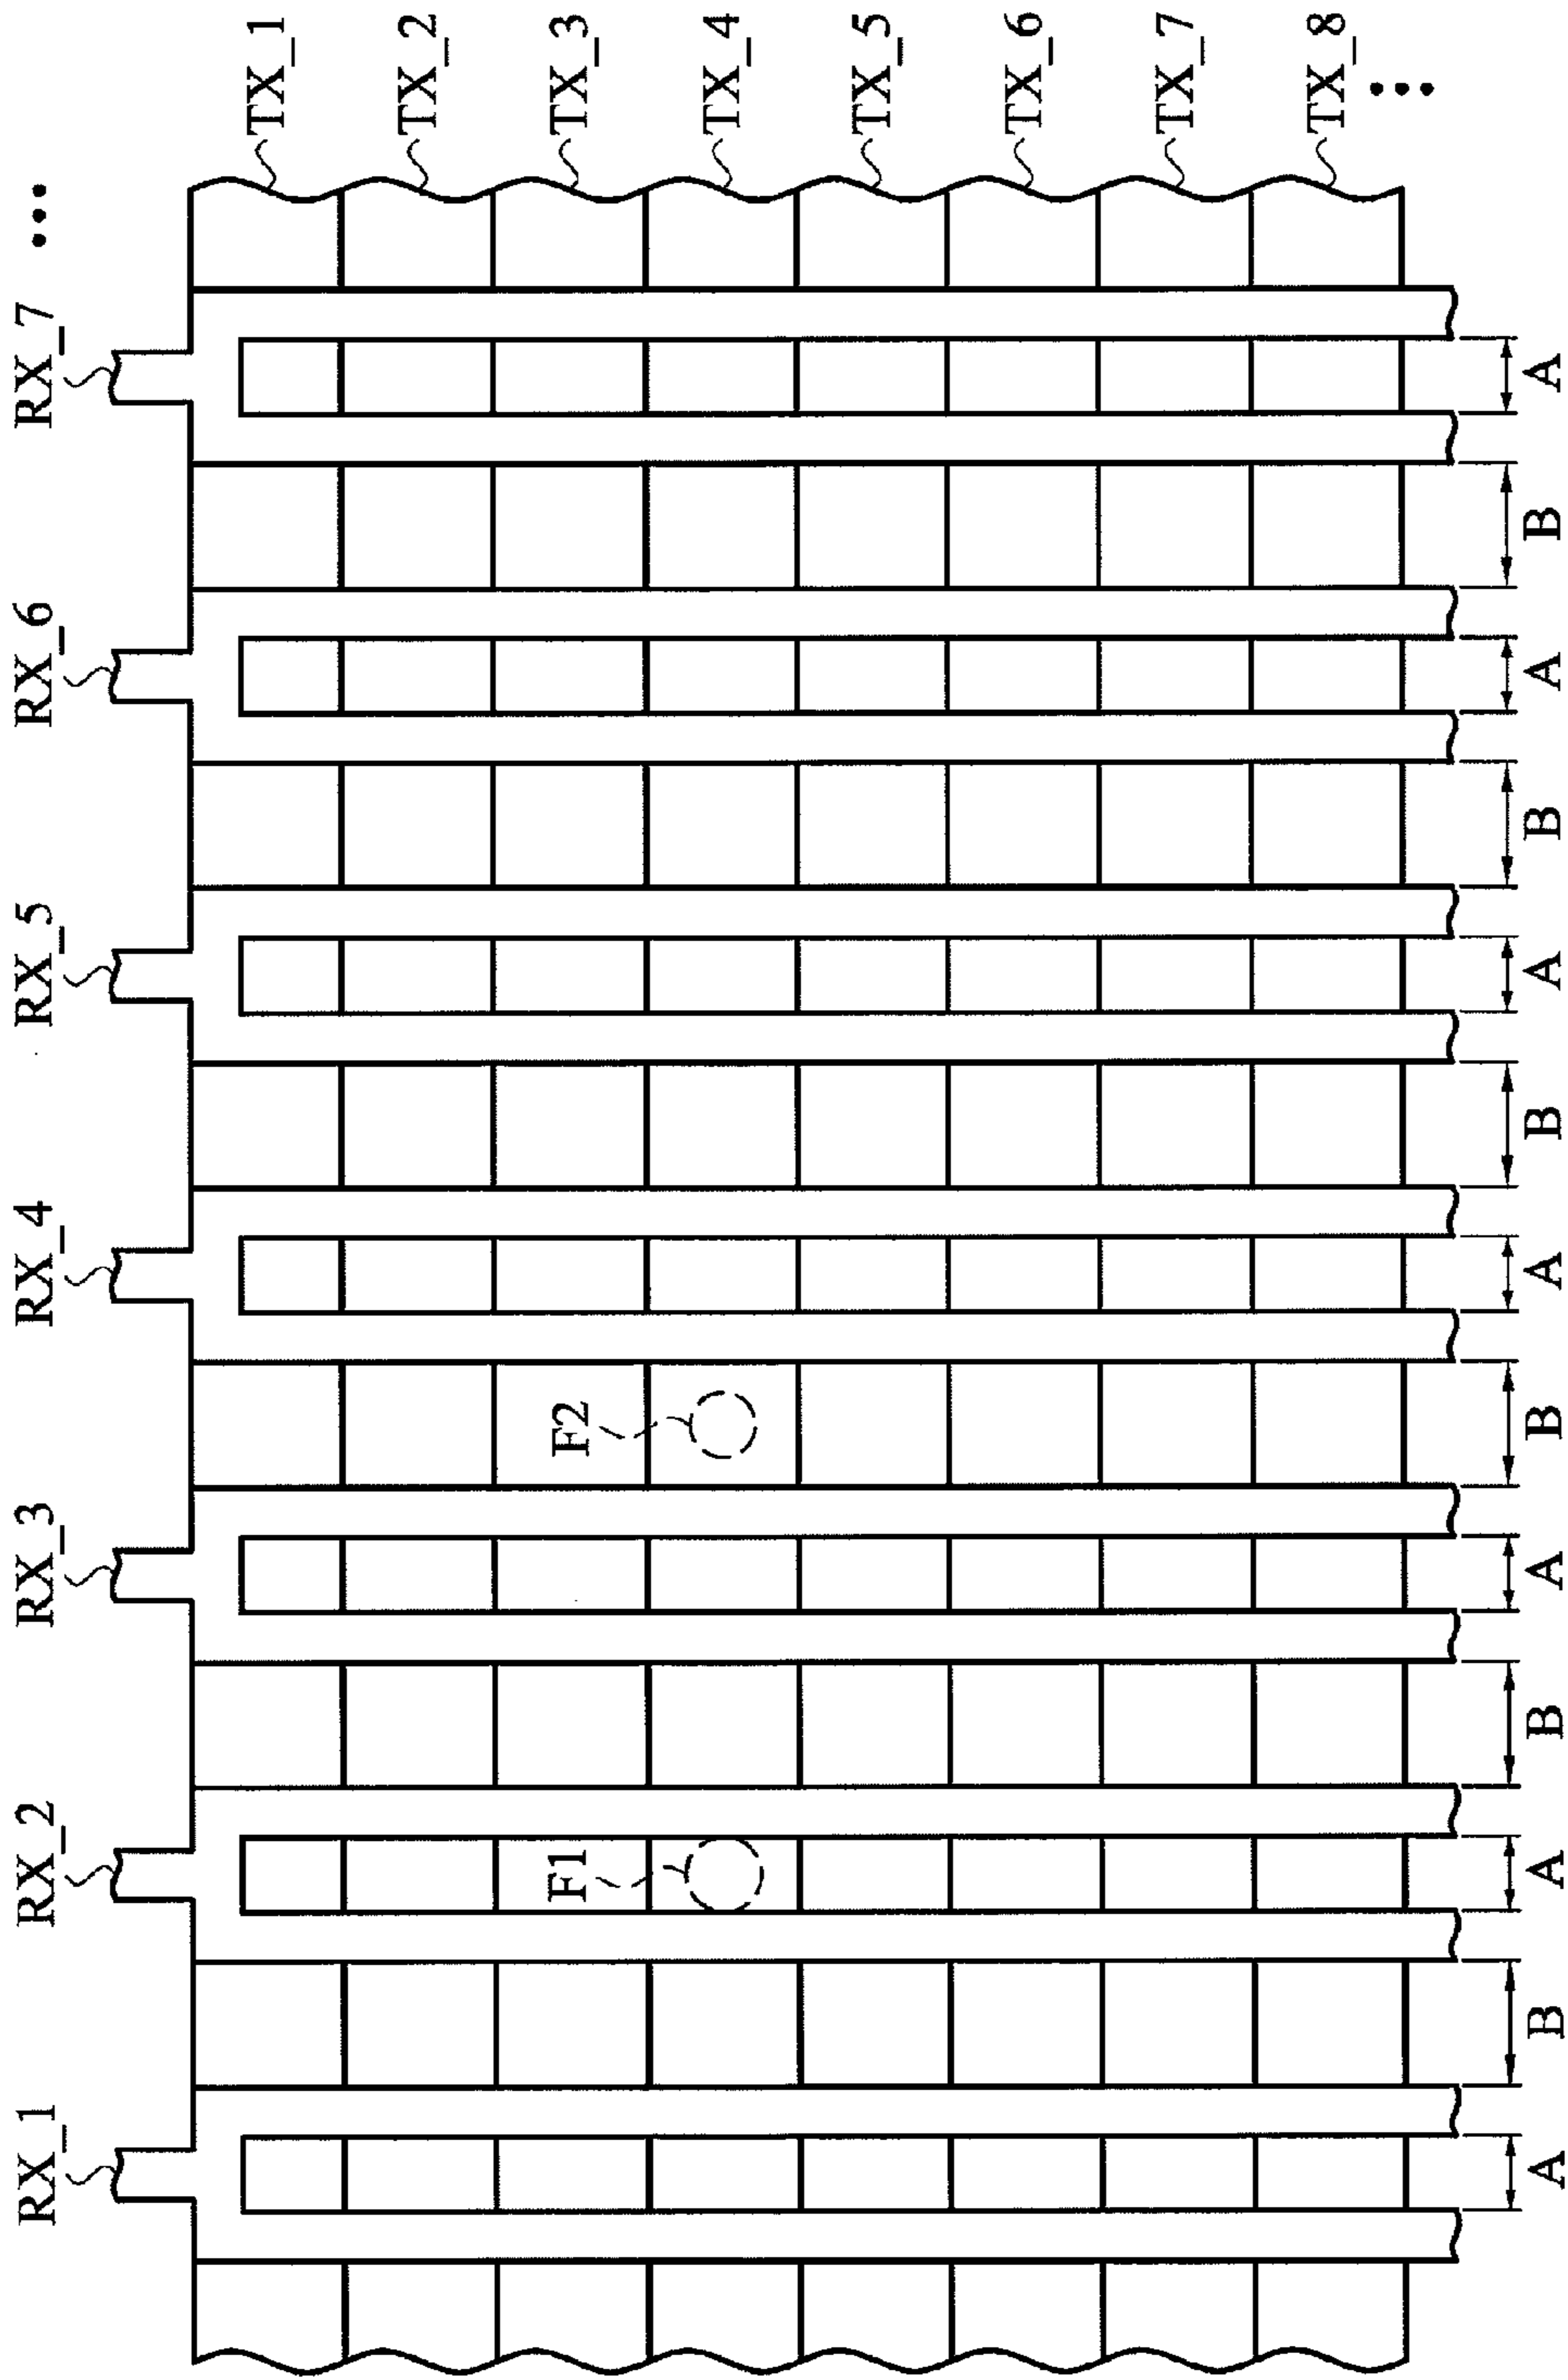 RX_1 RX_2 RX_3 RX_4 RX_5 RX_6 RX_7 •••
TX_1
TX_2
TX_3
F1 F2
TX_4
TX_5
TX_6
TX_7
TX_8
A B A B A B A B A B A B A